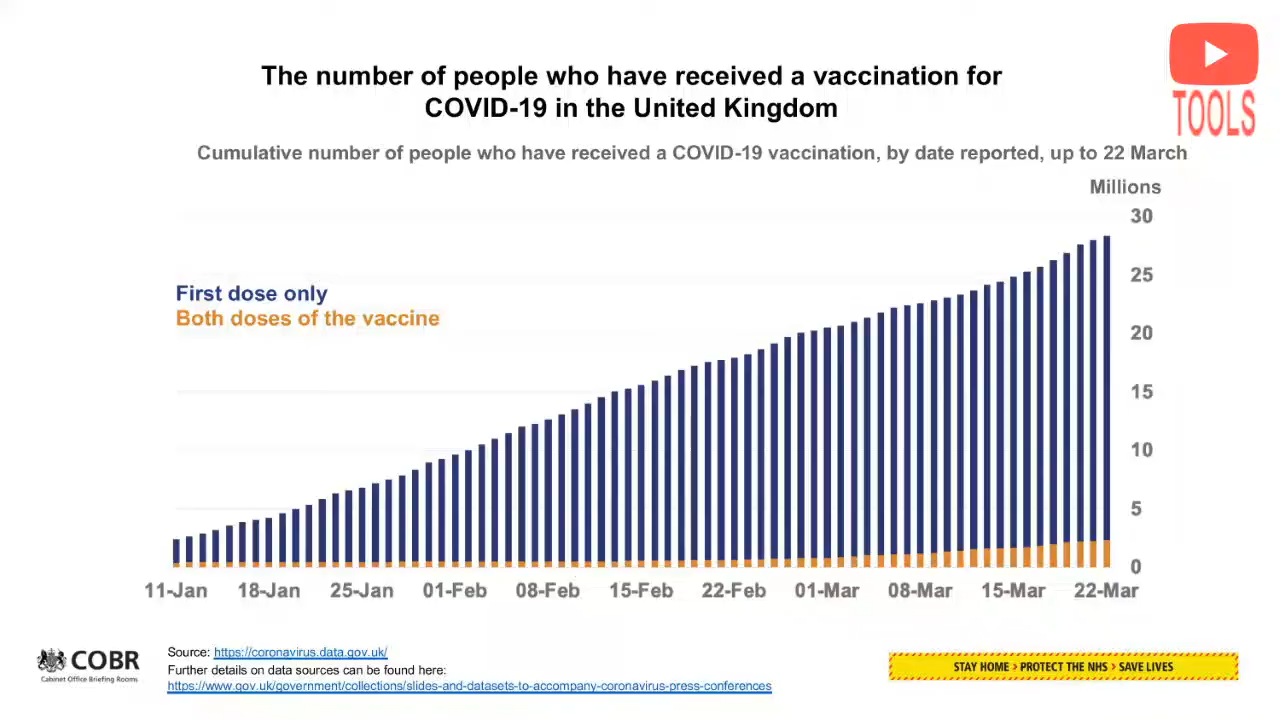 TOOLS
The number of people who have received a vaccination for
COVID-19 in the United Kingdom
Cumulative number of people who have received a COVID-19 vaccination, by date reported, up to 22 March
Millions
30
25
20
15
10
5
0
First dose only
Both doses of the vaccine
11-Jan 18-Jan 25-Jan 01-Feb 08-Feb 15-Feb 22-Feb 01-Mar 08-Mar 15-Mar 22-Mar
COBR
Cabinet Office Briefing Rooms
Source: https://coronavirus.data.gov.uk/
Further details on data sources can be found here:
https://www.gov.uk/government/collections/slides-and-datasets-to-accompany-coronavirus-press-conferences
STAY HOME > PROTECT THE NHS > SAVE LIVES